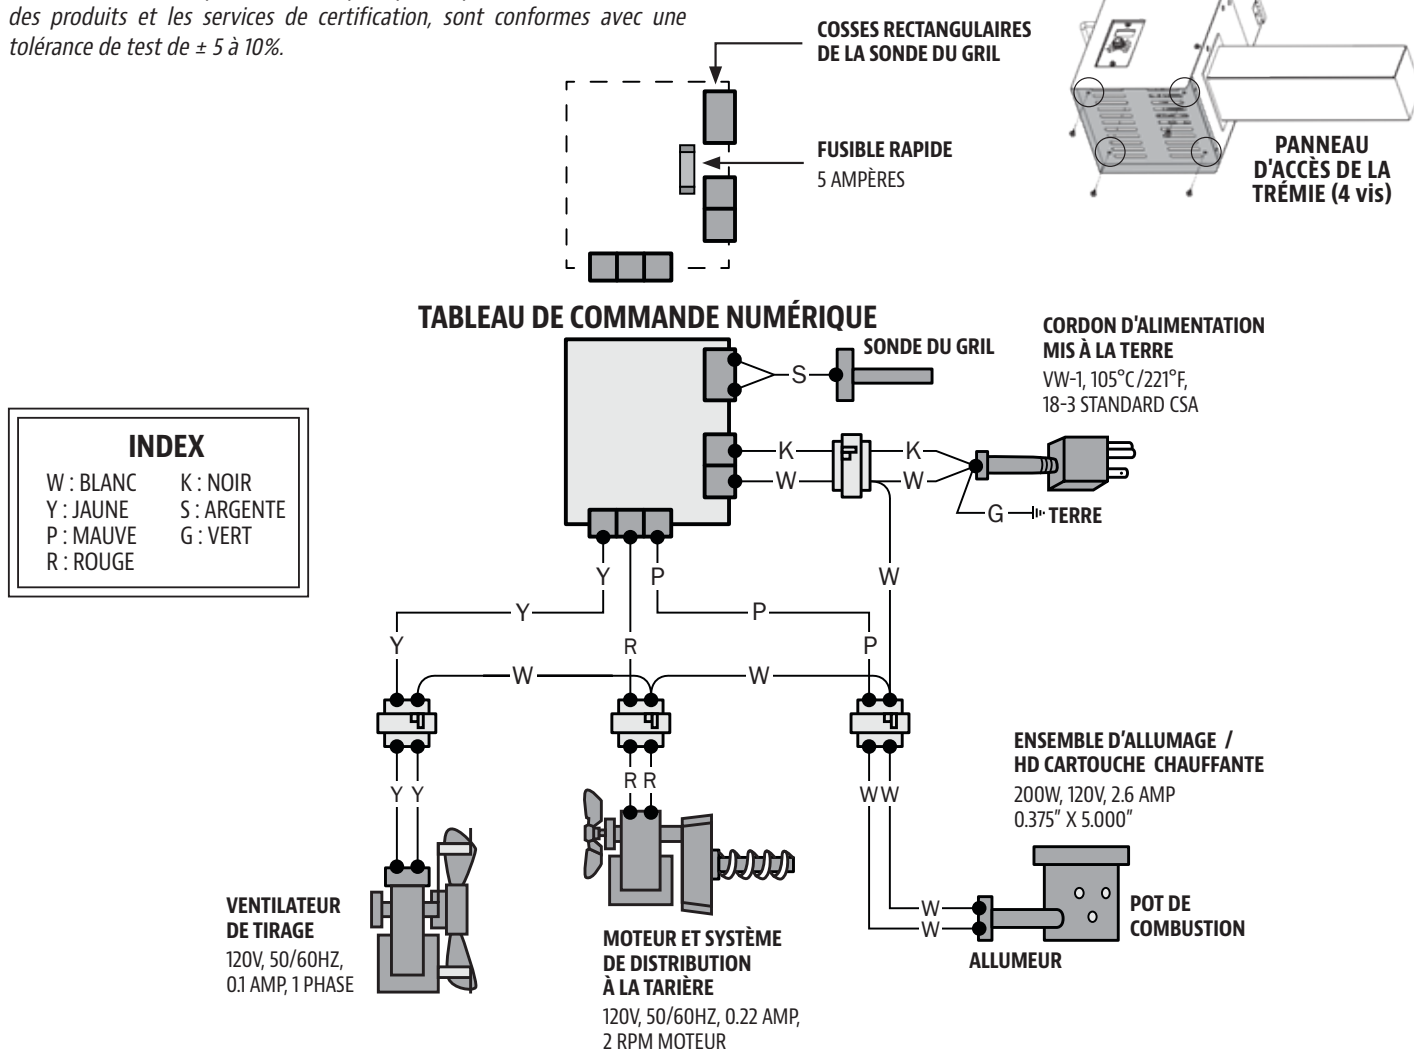 des produits et les services de certification, sont conformes avec une
tolérance de test de ± 5 à 10%.
COSSES RECTANGULAIRES
DE LA SONDE DU GRIL
FUSIBLE RAPIDE
5 AMPÈRES
PANNEAU
D'ACCÈS DE LA
TRÉMIE (4 vis)
TABLEAU DE COMMANDE NUMÉRIQUE
SONDE DU GRIL
S
CORDON D'ALIMENTATION
MIS À LA TERRE
VW-1, 105°C/221°F,
18-3 STANDARD CSA
K K
W W
G TERRE
INDEX
W : BLANC K : NOIR
Y : JAUNE S : ARGENTE
P : MAUVE G : VERT
R : ROUGE
Y P W
Y P
Y R P
W W
R R
Y Y W W
ENSEMBLE D'ALLUMAGE /
HD CARTOUCHE CHAUFFANTE
200W, 120V, 2.6 AMP
0.375" X 5.000"
W
W
POT DE
COMBUSTION
ALLUMEUR
VENTILATEUR
DE TIRAGE
120V, 50/60HZ,
0.1 AMP, 1 PHASE
MOTEUR ET SYSTÈME
DE DISTRIBUTION
À LA TARIÈRE
120V, 50/60HZ, 0.22 AMP,
2 RPM MOTEUR